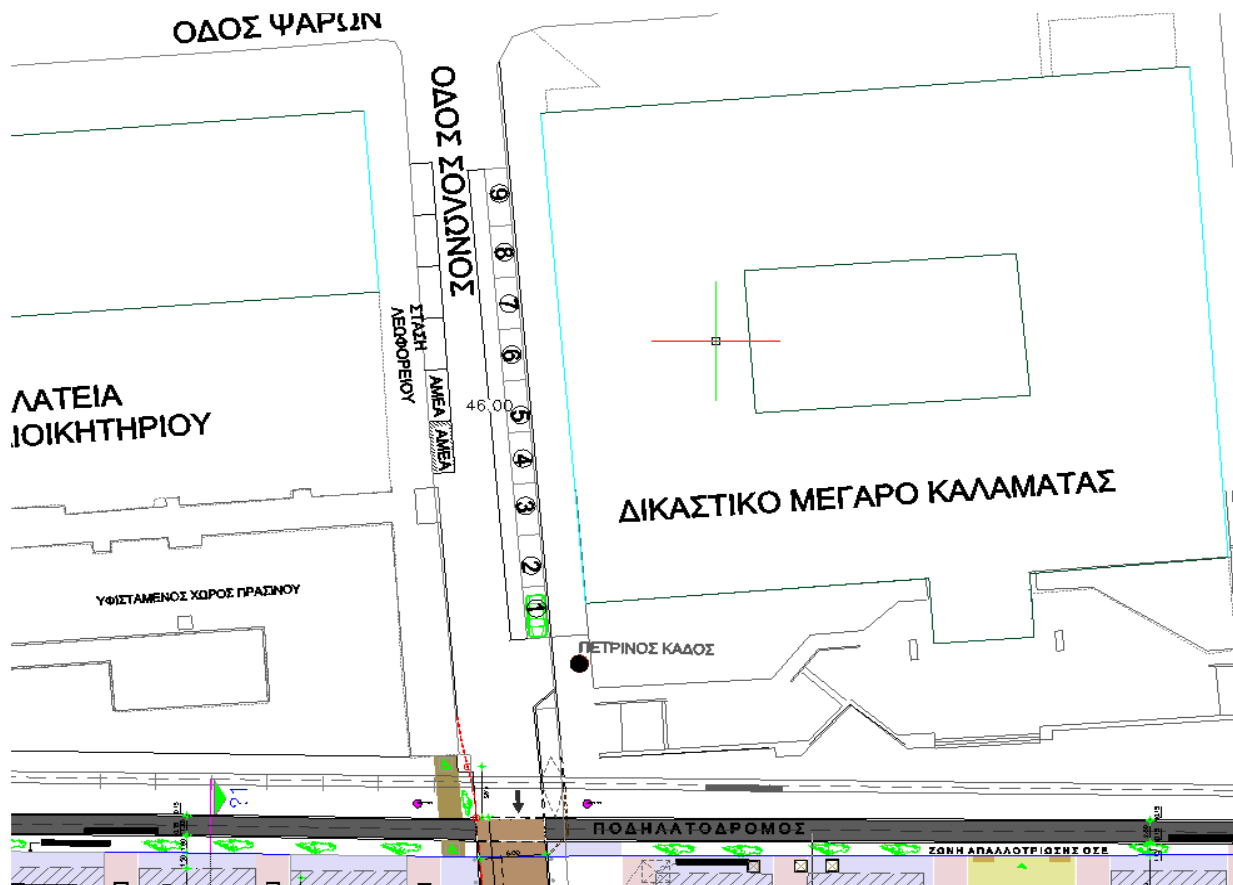 ΟΔΟΣ ΨΑΡΩΝ
ΟΔΟΣ ΣΟΛΩΝΟΣ
9
8
7
6
5
4
3
2
1
46.00
ΣΤΑΣΗ
ΛΕΩΦΟΡΕΙΟΥ
ΑΜΕΑ
ΑΜΕΑ
ΛΑΤΕΙΑ
ΙΟΙΚΗΤΗΡΙΟΥ
ΔΙΚΑΣΤΙΚΟ ΜΕΓΑΡΟ ΚΑΛΑΜΑΤΑΣ
ΥΦΙΣΤΑΜΕΝΟΣ ΧΩΡΟΣ ΠΡΑΣΙΝΟΥ
ΠΕΤΡΙΝΟΣ ΚΑΔΟΣ
ΠΟΔΗΛΑΤΟΔΡΟΜΟΣ
ΖΩΝΗ ΑΠΑΛΛΟΤΡΙΩΣΗΣ ΟΣΕ